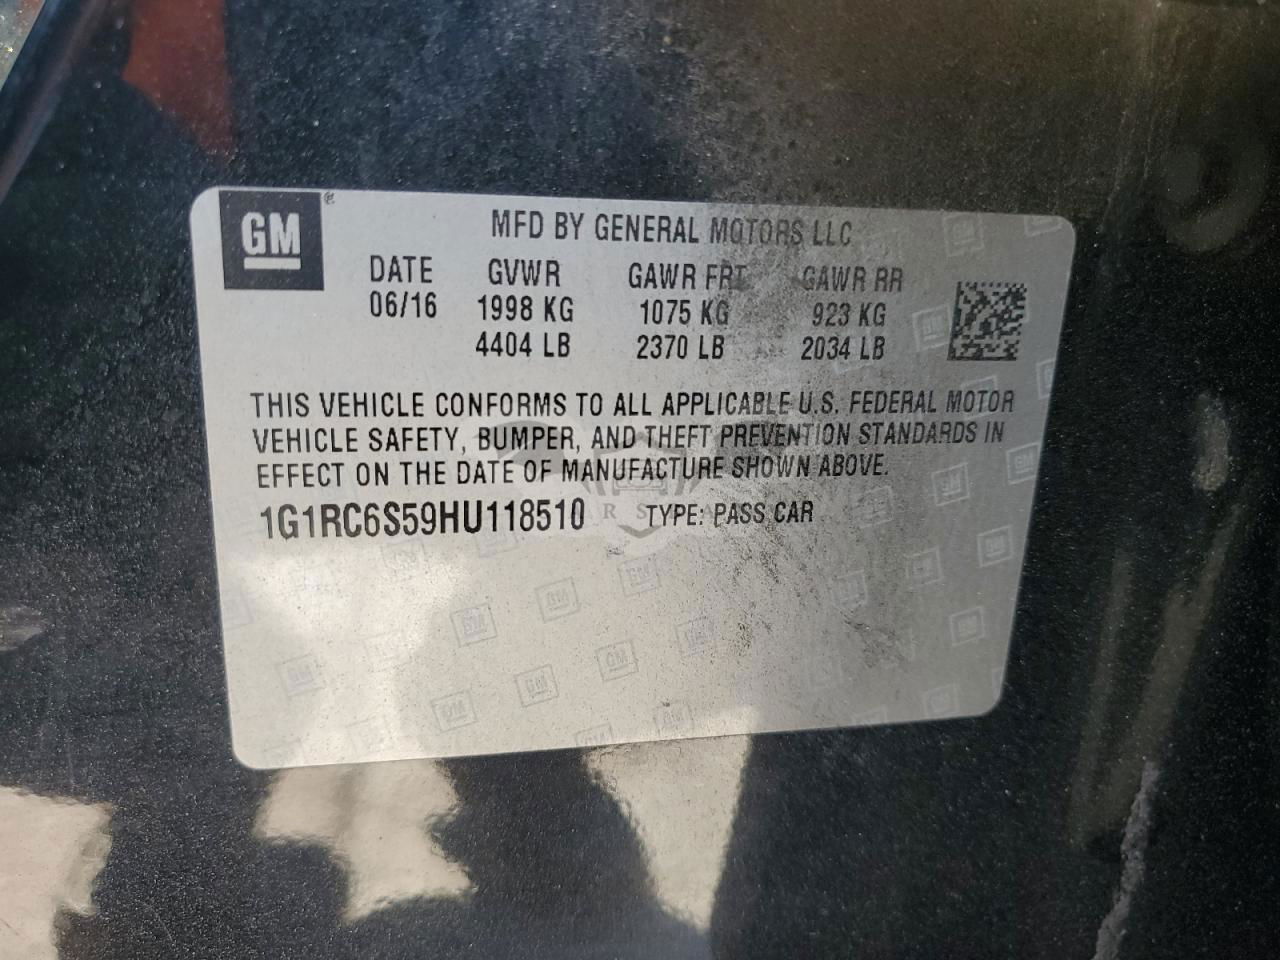 GM ®
MFD BY GENERAL MOTORS LLC
DATE GVWR GAWR FRT GAWR RR
06/16 1998 KG 1075 KG 923 KG
4404 LB 2370 LB 2034 LB
THIS VEHICLE CONFORMS TO ALL APPLICABLE U.S. FEDERAL MOTOR
VEHICLE SAFETY, BUMPER, AND THEFT PREVENTION STANDARDS IN
EFFECT ON THE DATE OF MANUFACTURE SHOWN ABOVE.
1G1RC6S59HU118510 TYPE: PASS CAR